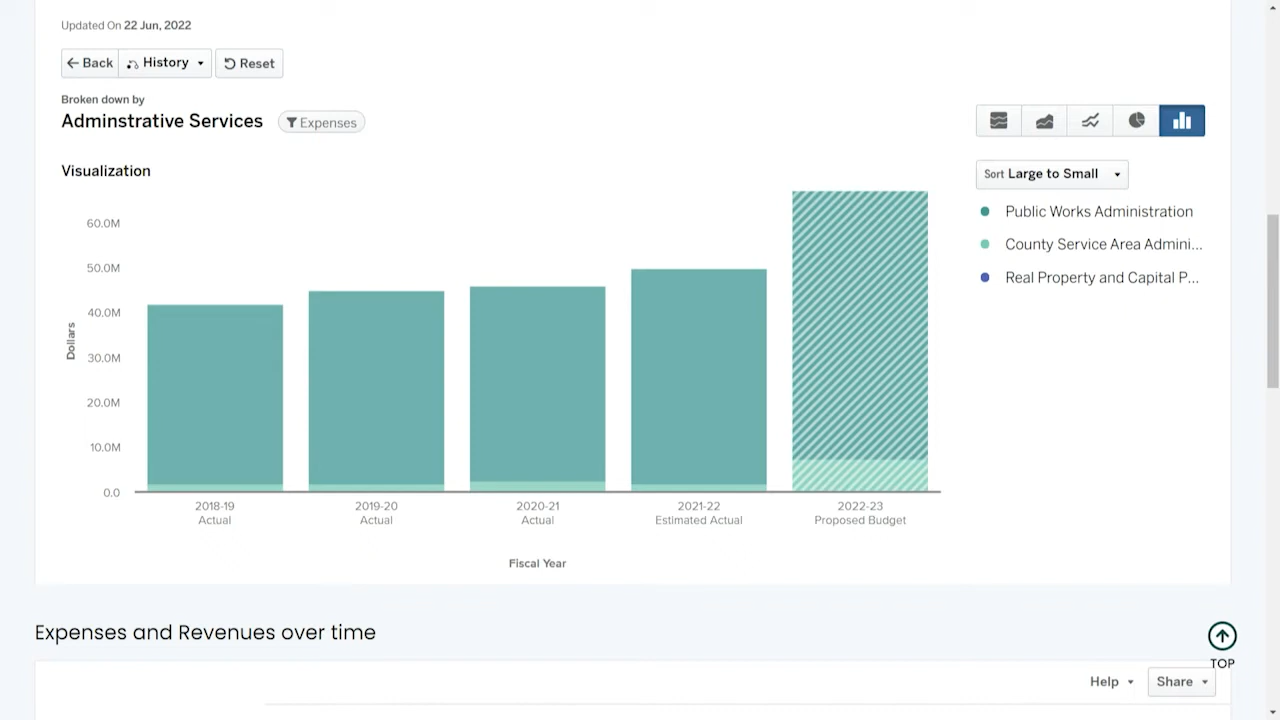 Updated On 22 Jun, 2022
Back History Reset
Broken down by
Adminstrative Services Expenses
Visualization
Sort Large to Small
Public Works Administration
County Service Area Admini...
Real Property and Capital P...
60.0M
50.0M
40.0M
30.0M
20.0M
10.0M
0.0
Dollars
2018-19
Actual
2019-20
Actual
2020-21
Actual
2021-22
Estimated Actual
2022-23
Proposed Budget
Fiscal Year
Expenses and Revenues over time
TOP
Help Share